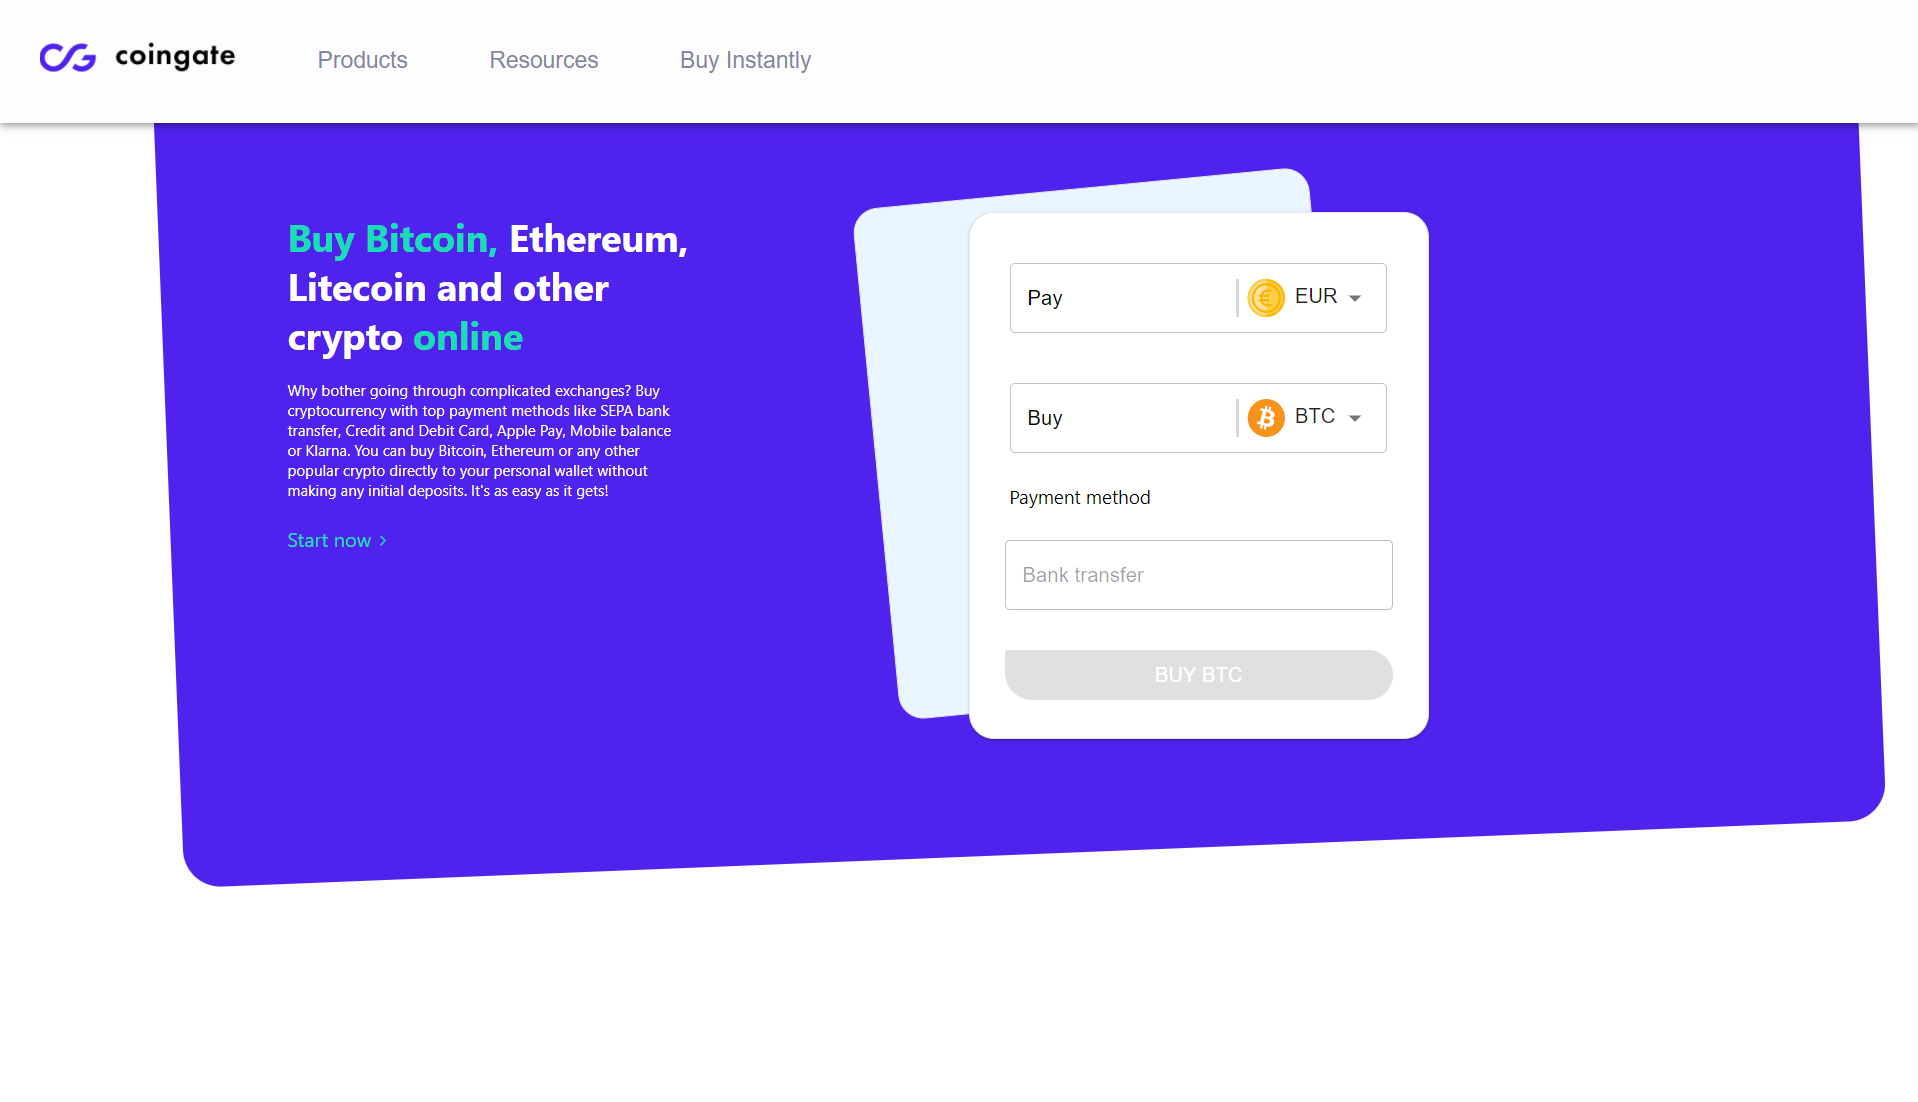 coingate
Products
Resources
Buy Instantly
Buy Bitcoin, Ethereum,
Litecoin and other
crypto online
Why bother going through complicated exchanges? Buy
cryptocurrency with top payment methods like SEPA bank
transfer, Credit and Debit Card, Apple Pay, Mobile balance
or Klarna. You can buy Bitcoin, Ethereum or any other
popular crypto directly to your personal wallet without
making any initial deposits. It's as easy as it gets!
Start now
Pay
EUR
Buy
BTC
Payment method
Bank transfer
BUY BTC